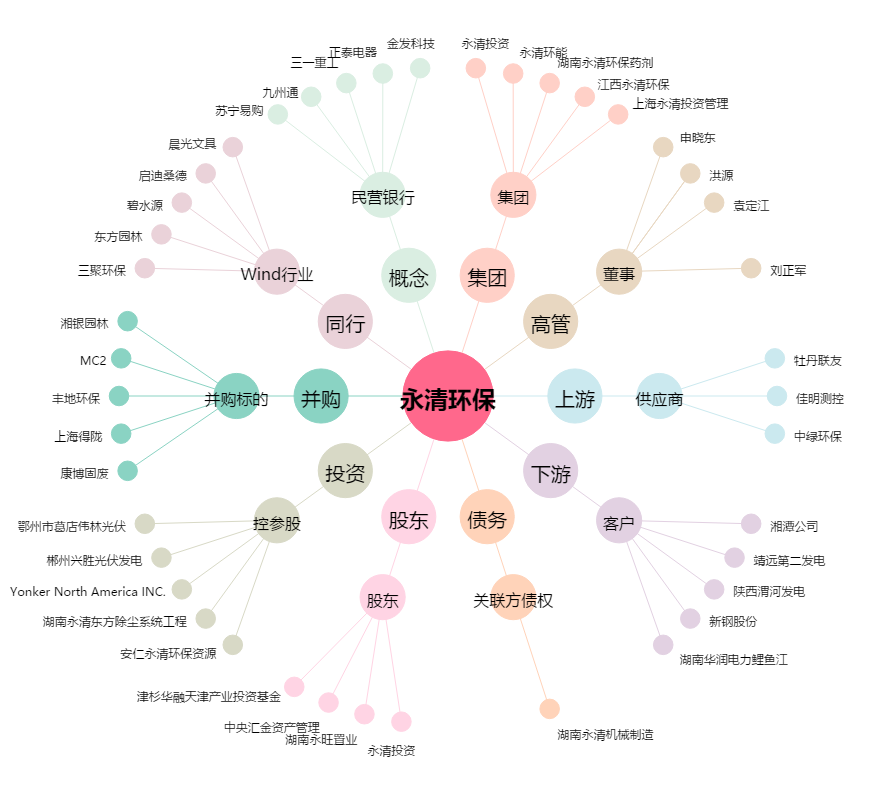 金发科技
正泰电器
三一重工
九州通
苏宁易购
民营银行
概念
永清投资
永清环能
湖南永清环保药剂
江西永清环保
上海永清投资管理
集团
集团
申晓东
洪源
袁定江
刘正军
董事
高管
晨光文具
启迪桑德
碧水源
东方园林
三聚环保
Wind行业
同行
湘银园林
MC2
丰地环保
上海得陇
康博固废
并购标的
并购
永清环保
上游
供应商
牡丹联友
佳明测控
中绿环保
投资
控参股
鄂州市葛店伟林光伏
郴州兴胜光伏发电
Yonker North America INC.
湖南永清东方除尘系统工程
安仁永清环保资源
下游
客户
湘潭公司
靖远第二发电
陕西渭河发电
新钢股份
湖南华润电力鲤鱼江
股东
股东
津杉华融天津产业投资基金
中央汇金资产管理
湖南永旺置业
永清投资
债务
关联方债权
湖南永清机械制造